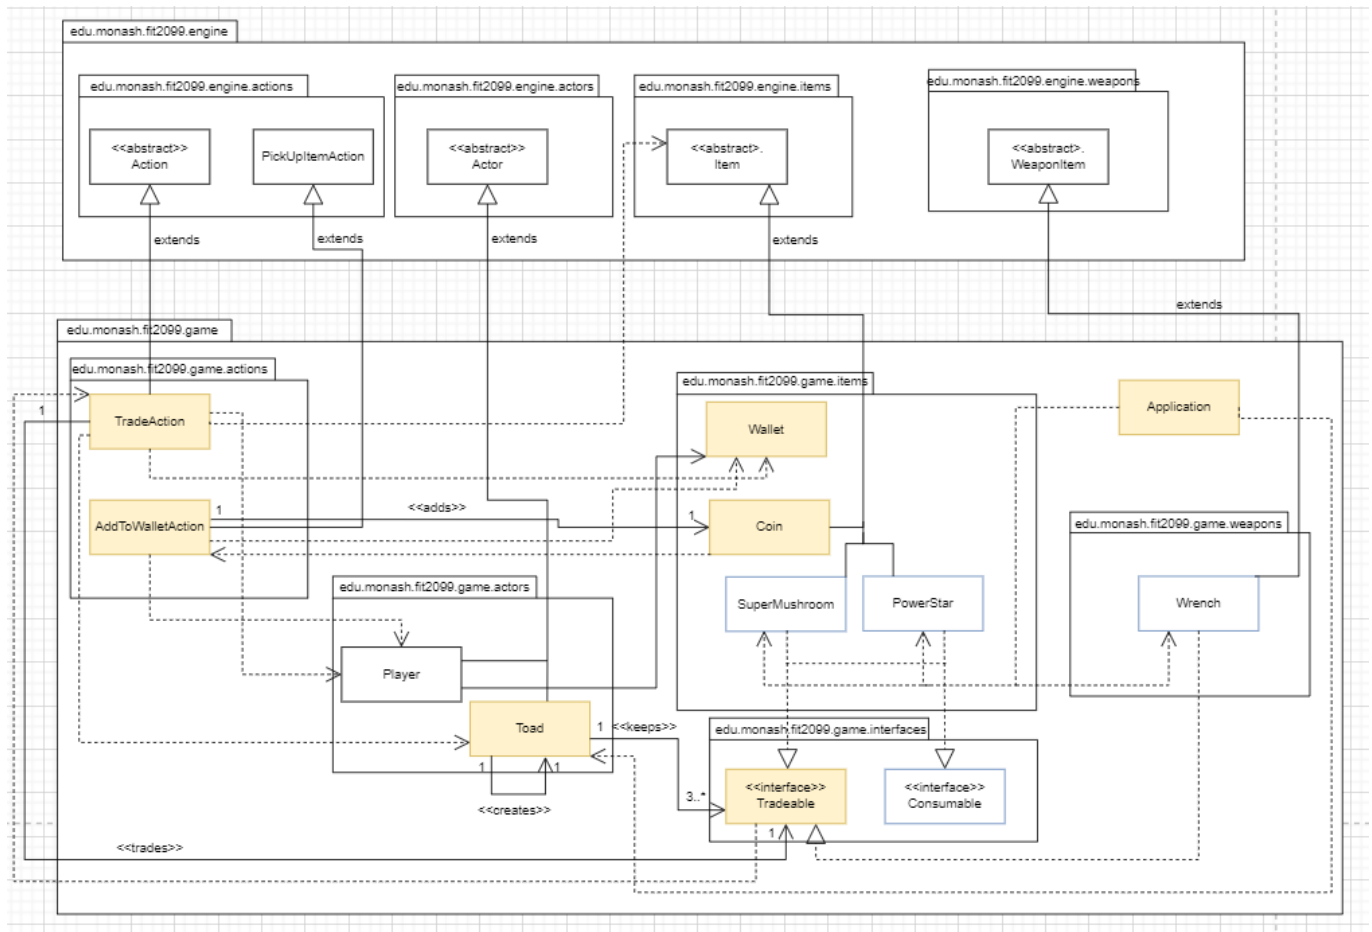 edu.monash.fit2099.engine
edu.monash.fit2099.engine.actions
edu.monash.fit2099.engine.actors
edu.monash.fit2099.engine.items
edu.monash.fit2099.engine.weapons
<<abstract>>
Action
PickUpItemAction
<<abstract>>
Actor
<<abstract>.
Item
<<abstract>.
WeaponItem
extends
extends
extends
extends
extends
edu.monash.fit2099.game
edu.monash.fit2099.game.actions
edu.monash.fit2099.game.items
1
TradeAction
Wallet
Application
AddToWalletAction
1
<<adds>>
1
Coin
edu.monash.fit2099.game.weapons
edu.monash.fit2099.game.actors
SuperMushroom
PowerStar
Wrench
Player
Toad
1
<<keeps>>
edu.monash.fit2099.game.interfaces
1
1
<<creates>>
3..*
<<interface>>
Tradeable
<<interface>>
Consumable
1
<<trades>>